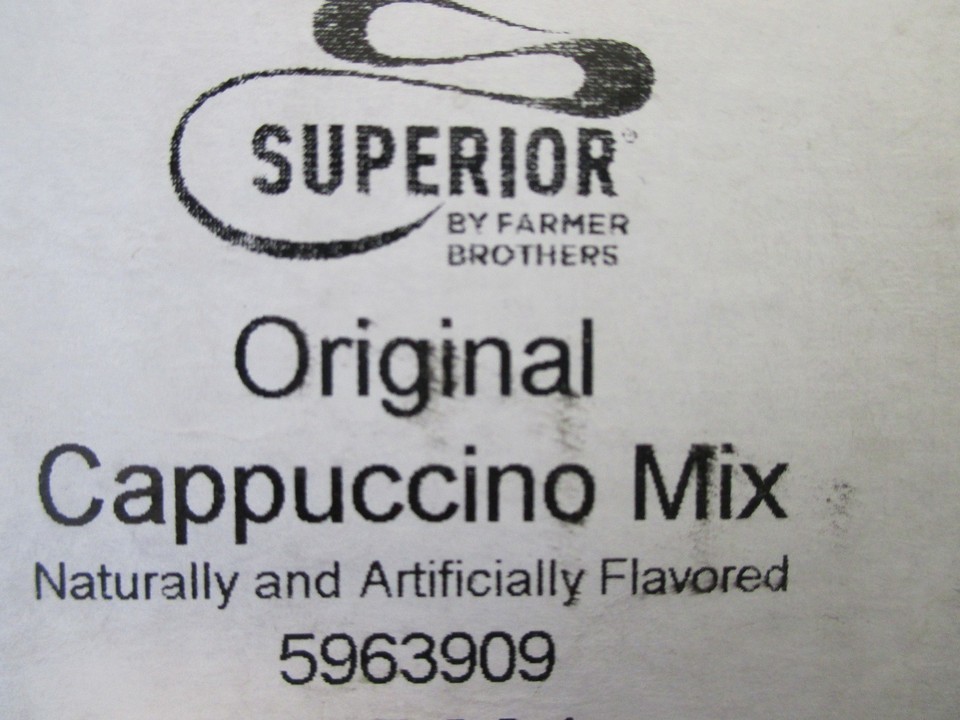 SUPERIOR®
BY FARMER
BROTHERS
Original
Cappuccino Mix
Naturally and Artificially Flavored
5963909